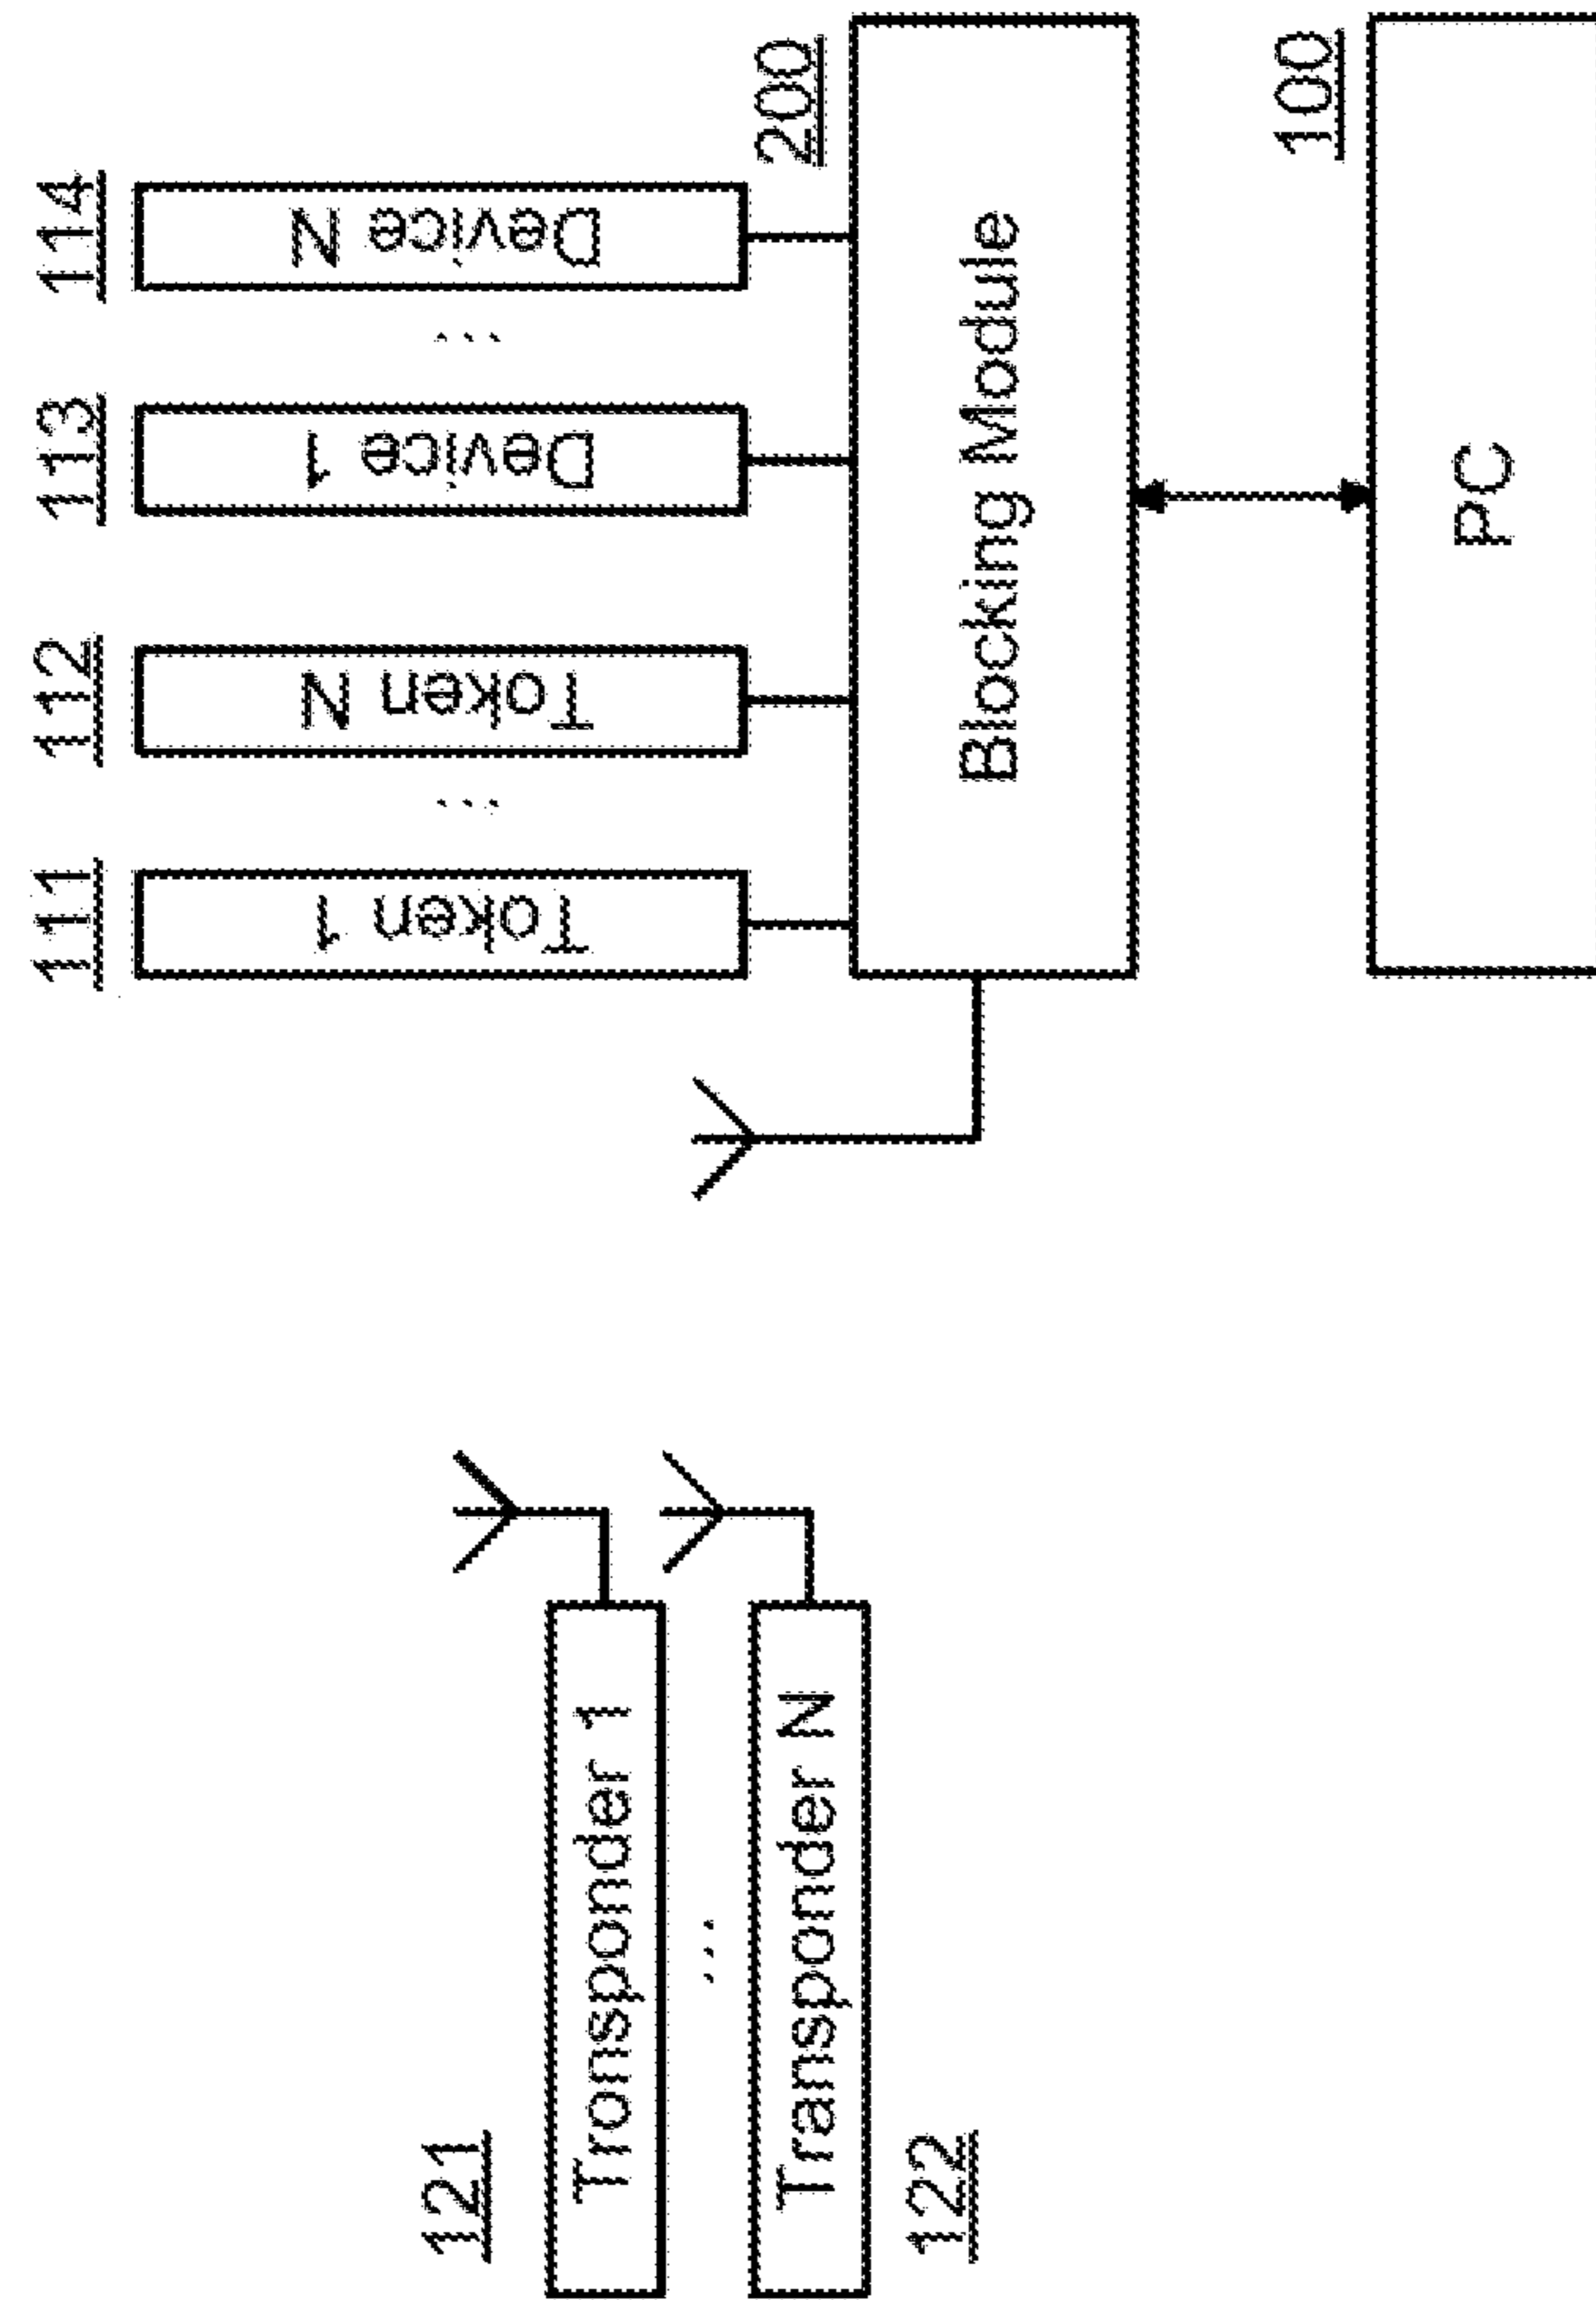 111
112
113
114
Token 1
...
Token N
Device 1
...
Device N
121
Tronsponder 1
...
Transponder N
122
200
Blocking Module
100
PC